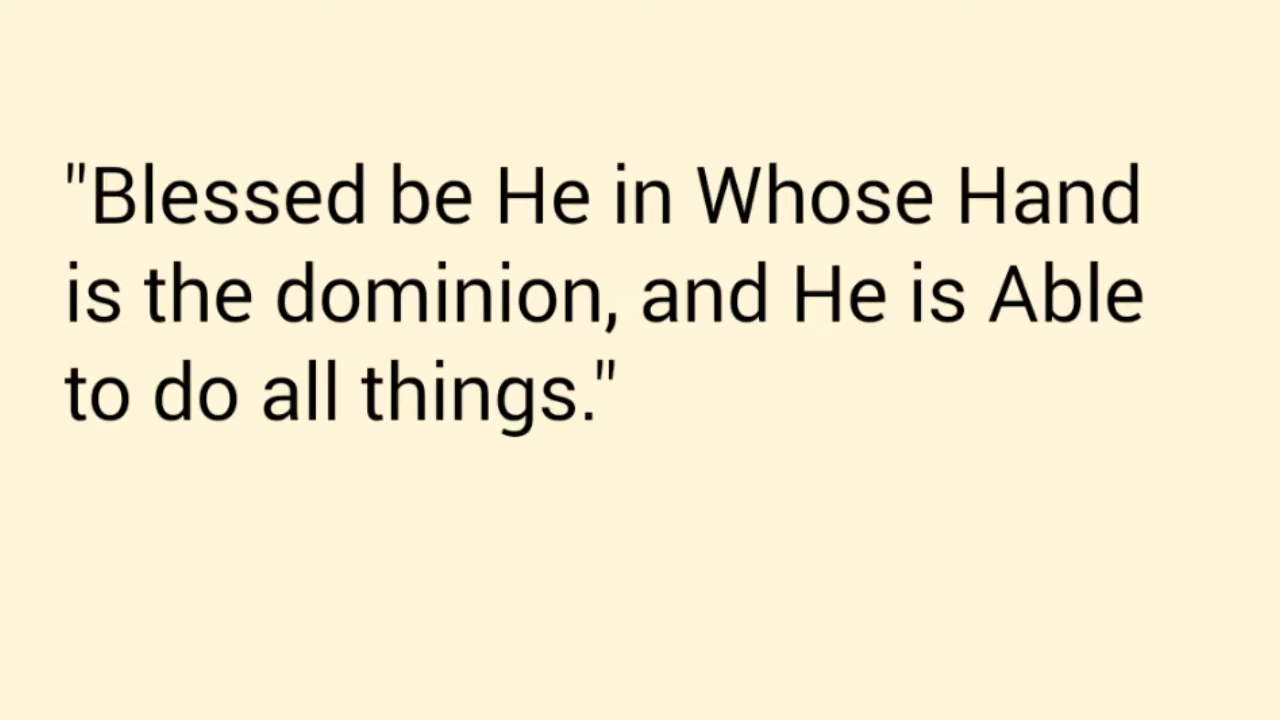 "Blessed be He in Whose Hand
is the dominion, and He is Able
to do all things."